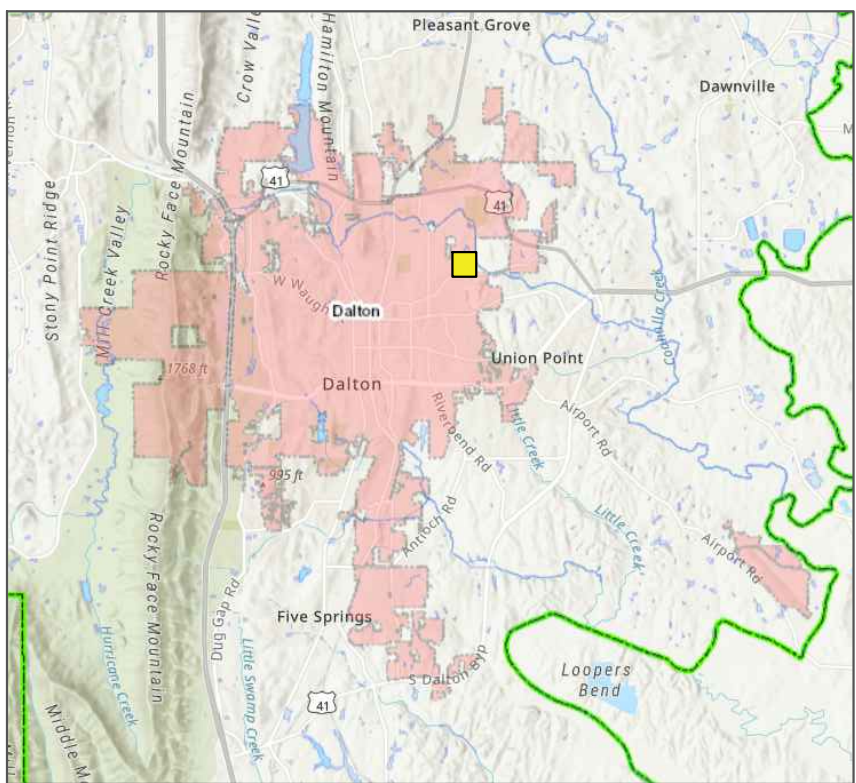 Pleasant Grove
Hamilton Mountain
Crow Valley
Dawnville
41
Rocky Face Mountain
Stony Point Ridge
Mill Creek Valley
41
W Waugh
Dalton
Coahulla Creek
Union Point
1768 ft
Dalton
Airport Rd
Riverbend Rd
Little Creek
995 ft
Antioch Rd
Little Creek
Airport Rd
Rocky Face Mountain
Dug Gap Rd
Five Springs
Hurricane Creek
Little Swamp Creek
S Dalton Byp
Loopers
Bend
41